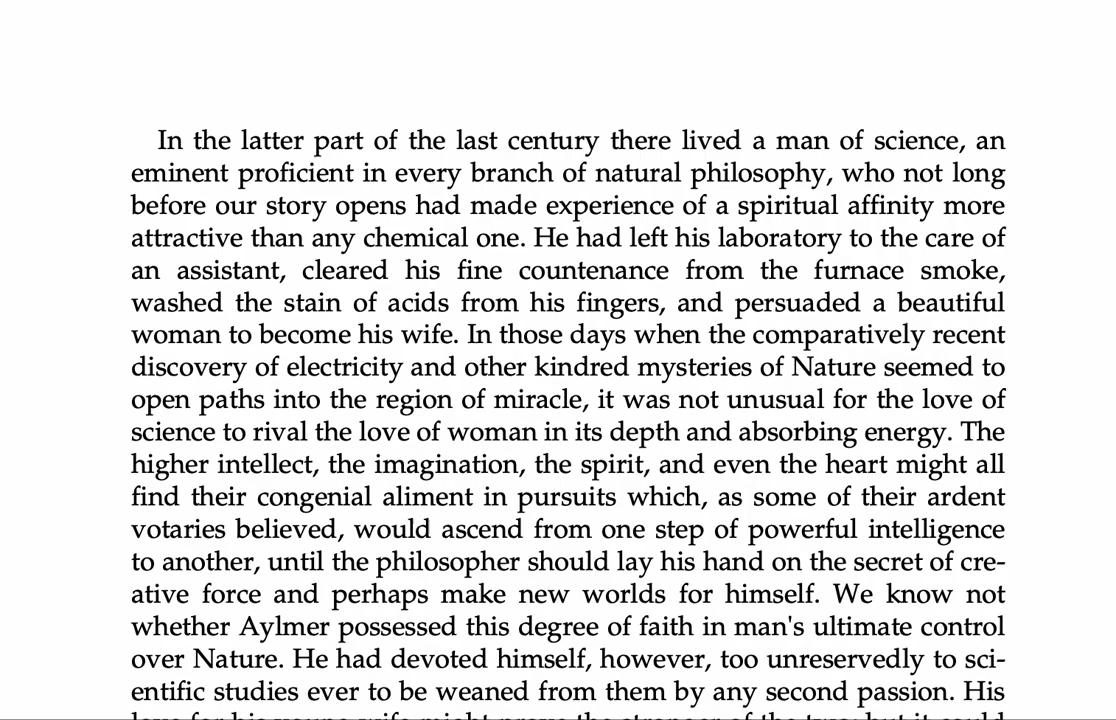 In the latter part of the last century there lived a man of science, an
eminent proficient in every branch of natural philosophy, who not long
before our story opens had made experience of a spiritual affinity more
attractive than any chemical one. He had left his laboratory to the care of
an assistant, cleared his fine countenance from the furnace smoke,
washed the stain of acids from his fingers, and persuaded a beautiful
woman to become his wife. In those days when the comparatively recent
discovery of electricity and other kindred mysteries of Nature seemed to
open paths into the region of miracle, it was not unusual for the love of
science to rival the love of woman in its depth and absorbing energy. The
higher intellect, the imagination, the spirit, and even the heart might all
find their congenial aliment in pursuits which, as some of their ardent
votaries believed, would ascend from one step of powerful intelligence
to another, until the philosopher should lay his hand on the secret of cre-
ative force and perhaps make new worlds for himself. We know not
whether Aylmer possessed this degree of faith in man's ultimate control
over Nature. He had devoted himself, however, too unreservedly to sci-
entific studies ever to be weaned from them by any second passion. His